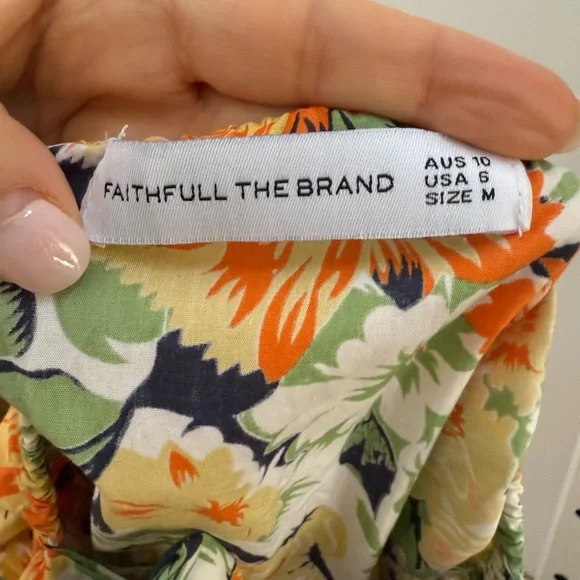 FAITHFULL THE BRAND
AUS 10
USA 6
SIZE M